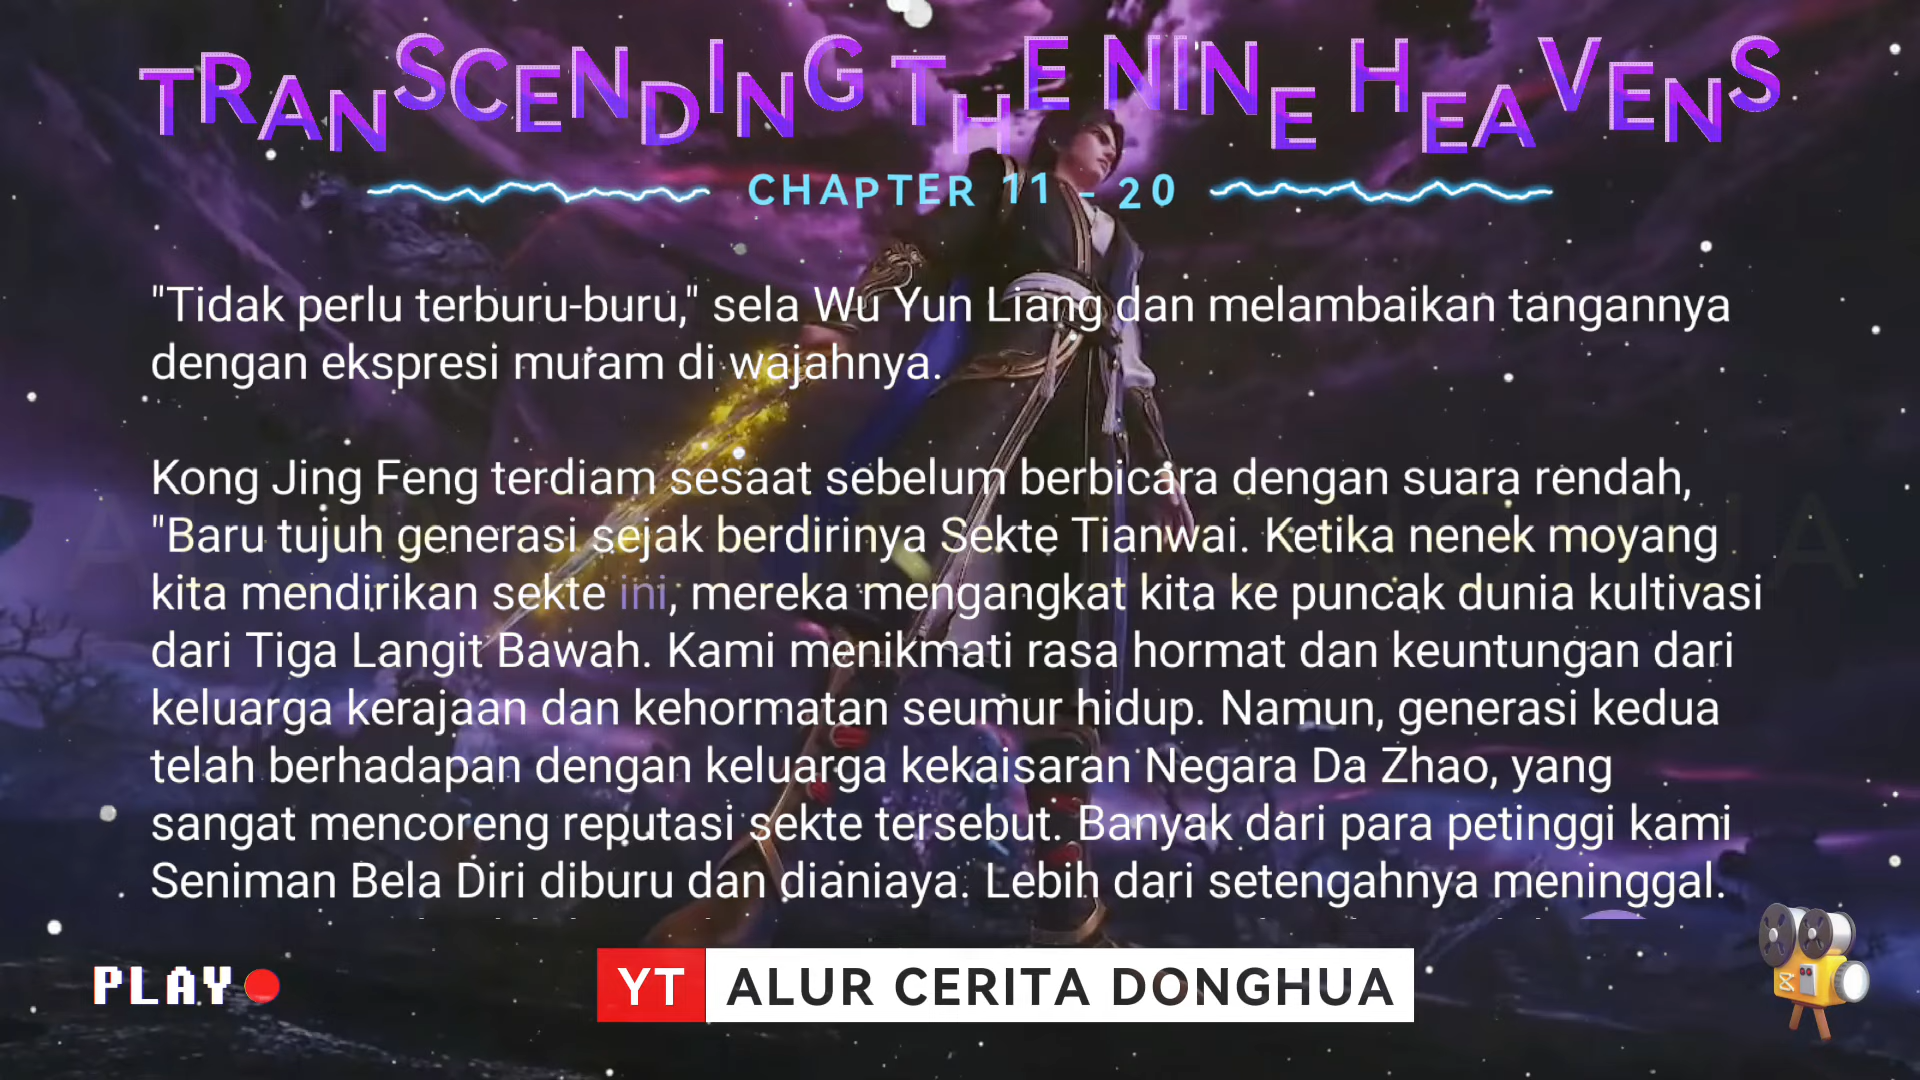 TRANSCENDING THE NINE HEAVENS
CHAPTER 11 - 20
"Tidak perlu terburu-buru," sela Wu Yun Liang dan melambaikan tangannya
dengan ekspresi muram di wajahnya.
Kong Jing Feng terdiam sesaat sebelum berbicara dengan suara rendah,
"Baru tujuh generasi sejak berdirinya Sekte Tianwai. Ketika nenek moyang
kita mendirikan sekte ini, mereka mengangkat kita ke puncak dunia kultivasi
dari Tiga Langit Bawah. Kami menikmati rasa hormat dan keuntungan dari
keluarga kerajaan dan kehormatan seumur hidup. Namun, generasi kedua
telah berhadapan dengan keluarga kekaisaran Negara Da Zhao, yang
sangat mencoreng reputasi sekte tersebut. Banyak dari para petinggi kami
Seniman Bela Diri diburu dan dianiaya. Lebih dari setengahnya meninggal.
PLAY
YT ALUR CERITA DONGHUA